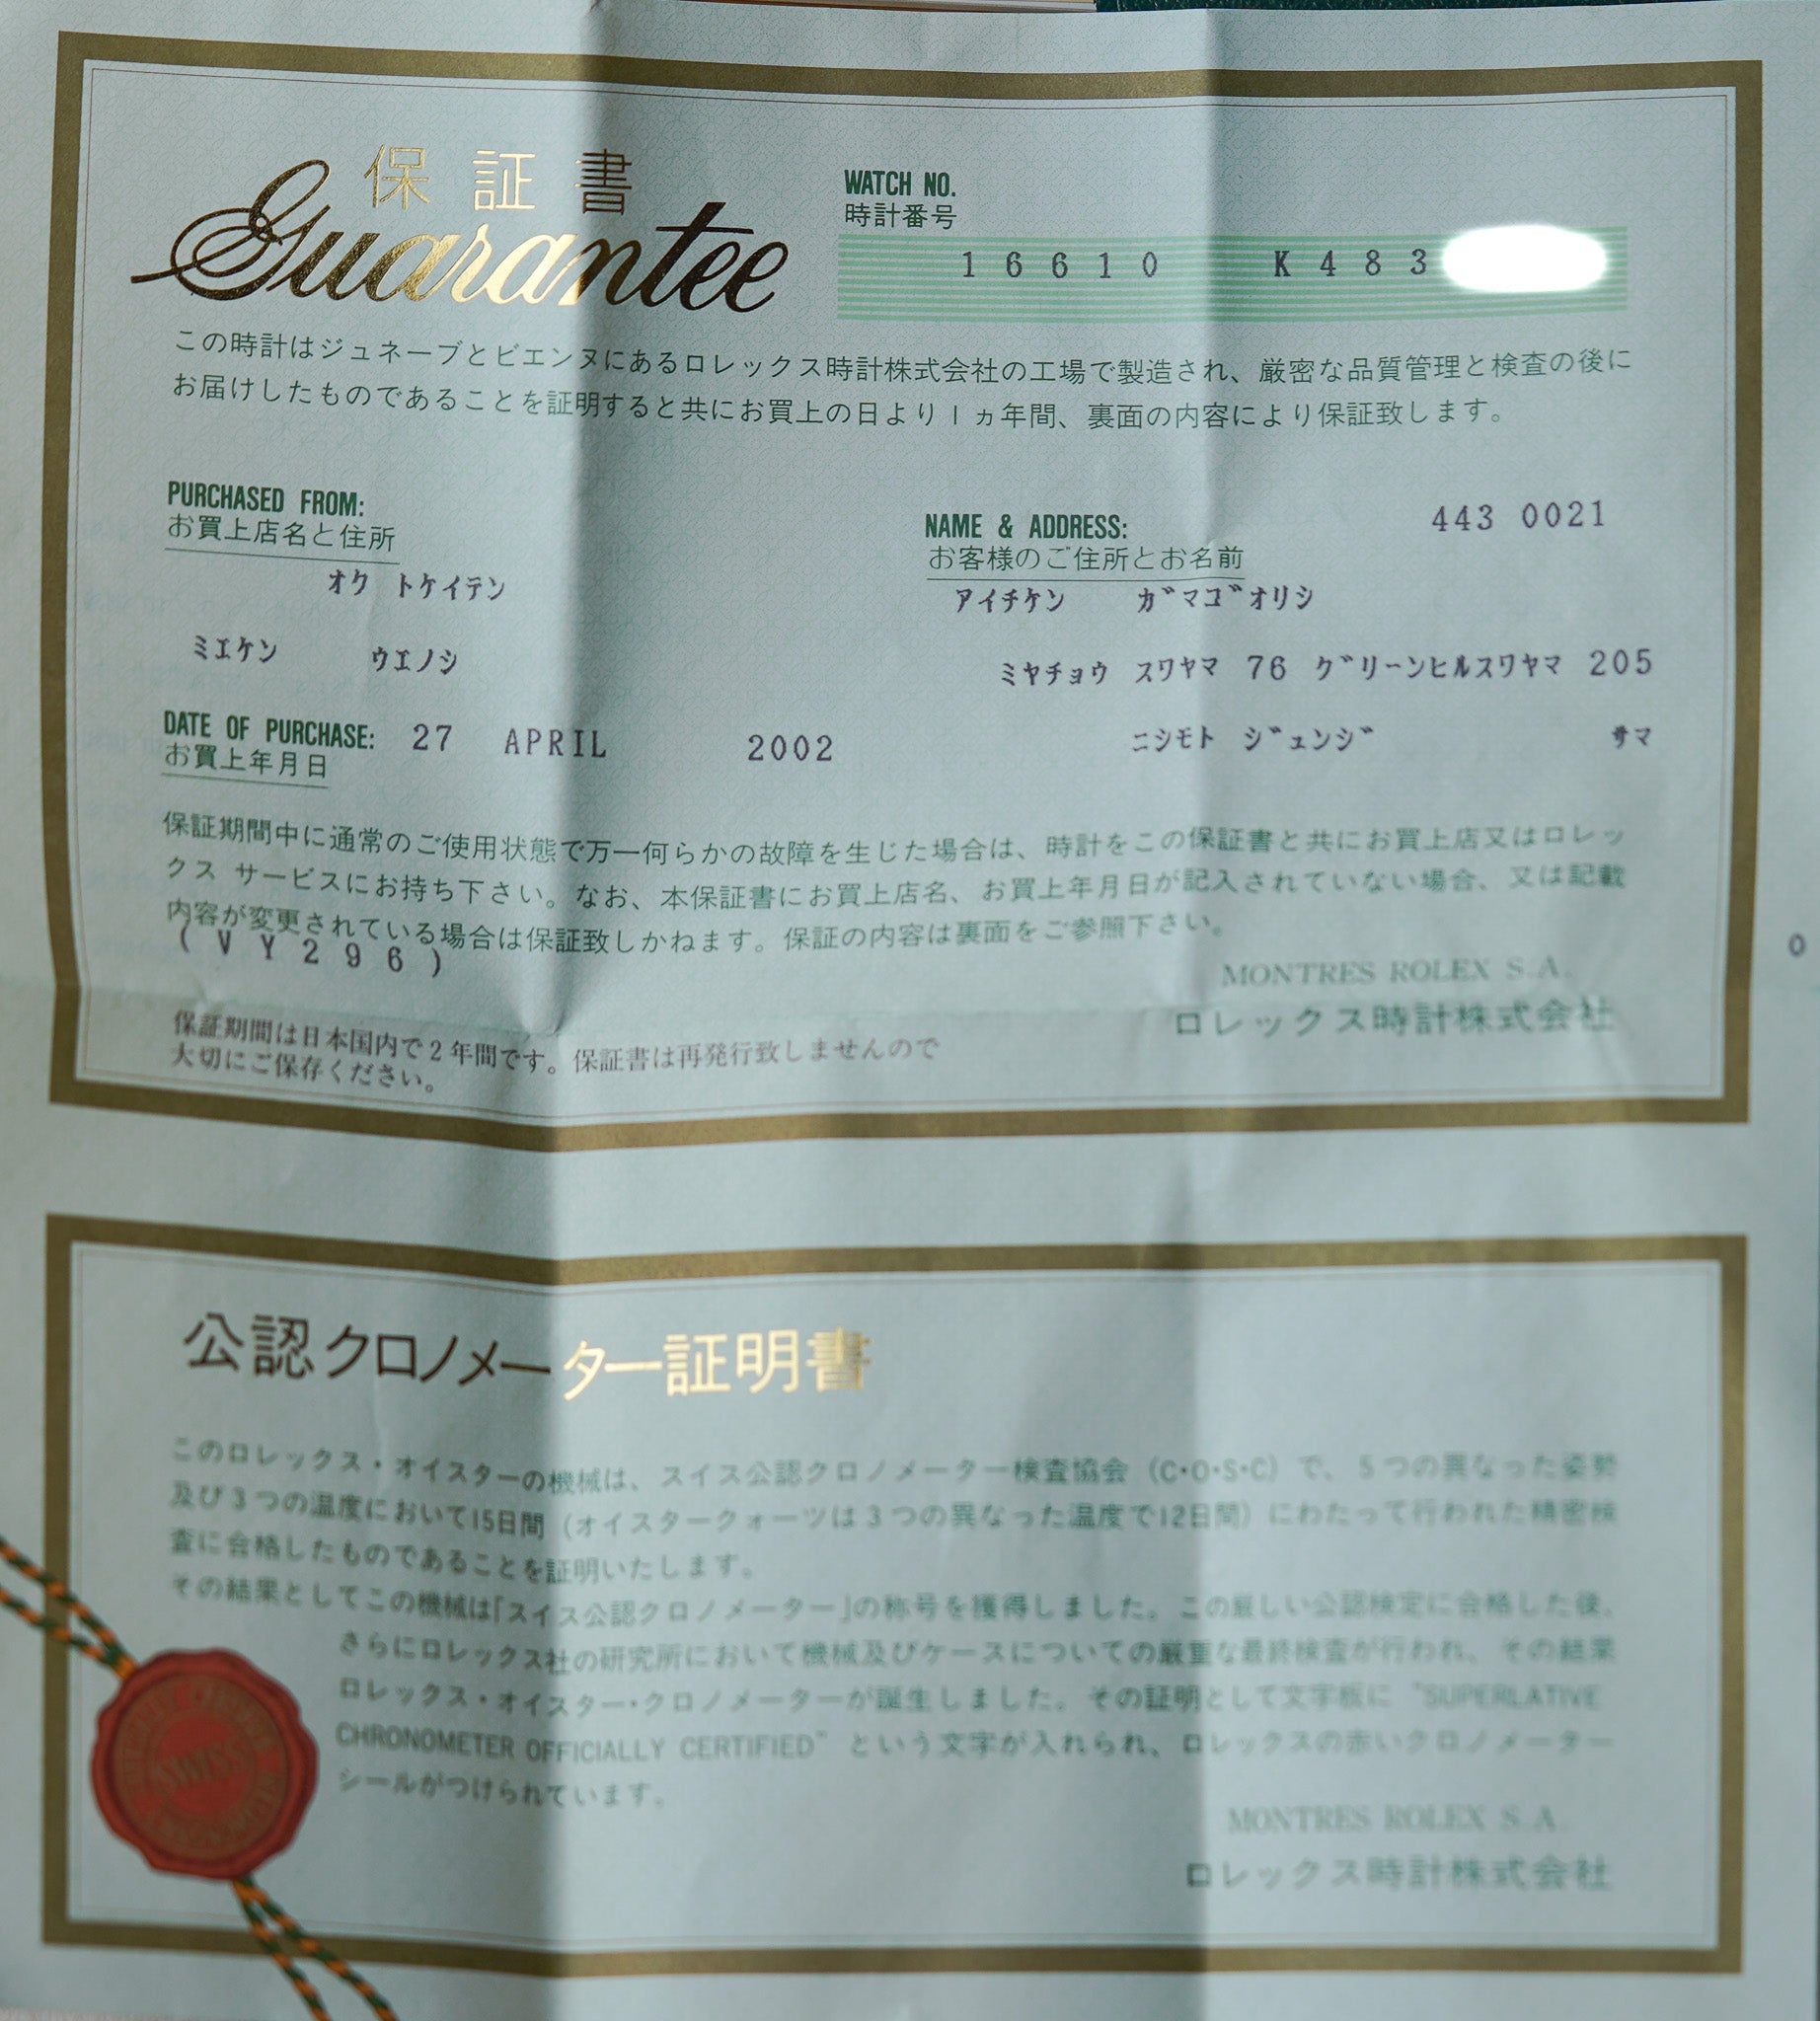 保証書
Guarantee
WATCH NO.
時計番号
16610 K483
この時計はジュネーブとビエンヌにあるロレックス時計株式会社の工場で製造され、厳密な品質管理と検査の後に
お届けしたものであることを証明すると共にお買上の日より1ヵ年間、裏面の内容により保証致します。
PURCHASED FROM:
お買上店名と住所
オク トケイテン
ミエケン ウエノシ
DATE OF PURCHASE: 27 APRIL 2002
お買上年月日
NAME & ADDRESS:
お客様のご住所とお名前
443 0021
アイチケン ガマゴオリシ
ミヤチョウ スワヤマ 76 グリーンヒルスワヤマ 205
ニシモト ジュンジ サマ
保証期間中に通常のご使用状態で万一何らかの故障を生じた場合は、時計をこの保証書と共にお買上店又はロレッ
クス サービスにお持ち下さい。なお、本保証書にお買上店名、お買上年月日が記入されていない場合、又は記載
内容が変更されている場合は保証致しかねます。保証の内容は裏面をご参照下さい。
(VY296)
MONTRES ROLEX S.A.
ロレックス時計株式会社
保証期間は日本国内で2年間です。保証書は再発行致しませんので
大切にご保存ください。
公認クロノメーター証明書
このロレックス・オイスターの機械は、スイス公認クロノメーター検査協会（C・O・S・C）で、5つの異なった姿勢
及び3つの温度において15日間（オイスタークォーツは3つの異なった温度で12日間）にわたって行われた精密検
査に合格したものであることを証明いたします。
その結果としてこの機械は「スイス公認クロノメーター」の称号を獲得しました。この厳しい公認検定に合格した後、
さらにロレックス社の研究所において機械及びケースについての厳重な最終検査が行われ、その結果
ロレックス・オイスター・クロノメーターが誕生しました。その証明として文字板に "SUPERLATIVE
CHRONOMETER OFFICIALLY CERTIFIED" という文字が入れられ、ロレックスの赤いクロノメーター
シールがつけられています。
SWISS
MONTRES ROLEX S.A.
ロレックス時計株式会社